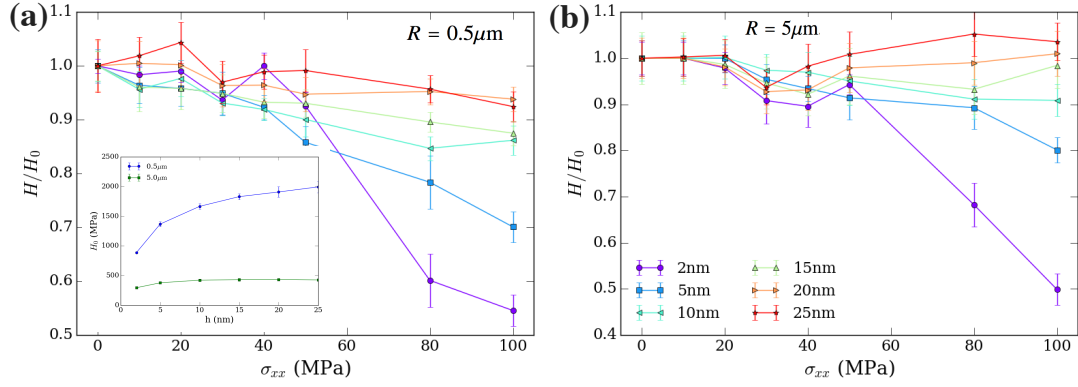 (a)
R = 0.5μm
1.1
1.0
0.9
0.8
0.7
0.6
0.5
H/H₀
0
20
40
60
80
100
σₓₓ (MPa)
0.5μm
5.0μm
2500
2000
1500
1000
500
0
H₀ (MPa)
0
5
10
15
20
25
h (nm)
(b)
R = 5μm
1.1
1.0
0.9
0.8
0.7
0.6
0.5
0.4
H/H₀
2nm
5nm
10nm
15nm
20nm
25nm
0
20
40
60
80
100
σₓₓ (MPa)